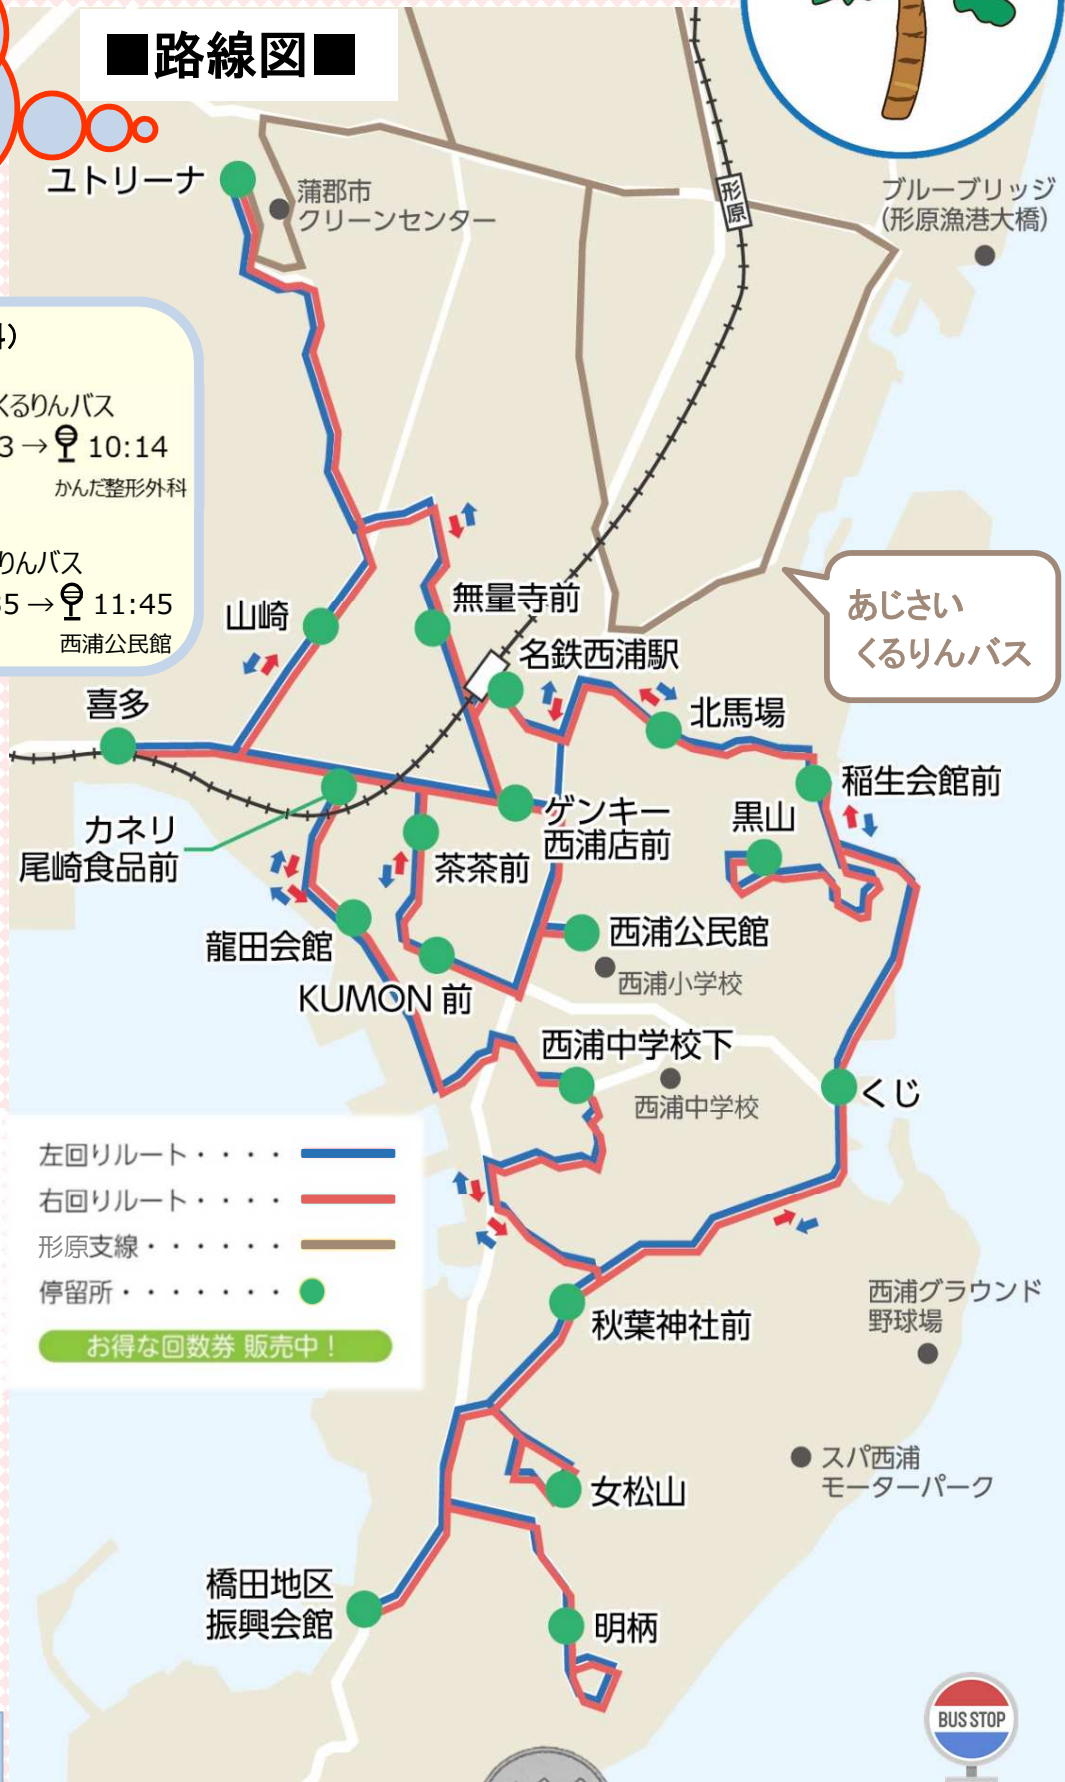 ■路線図■
ユトリーナ
蒲郡市
クリーンセンター
形原
ブルーブリッジ
(形原漁港大橋)
くるりんバス
3 → 10:14
かんだ整形外科
りんバス
35 → 11:45
西浦公民館
あじさい
くるりんバス
山崎
無量寺前
名鉄西浦駅
喜多
北馬場
稲生会館前
カネリ
尾崎食品前
ゲンキー
西浦店前
黒山
茶茶前
龍田会館
西浦公民館
西浦小学校
KUMON 前
西浦中学校下
西浦中学校
くじ
左回りルート・・・・
右回りルート・・・・
形原支線・・・・・・
停留所・・・・・・・
お得な回数券 販売中！
秋葉神社前
西浦グラウンド
野球場
スパ西浦
モーターパーク
女松山
橋田地区
振興会館
明柄
BUS STOP